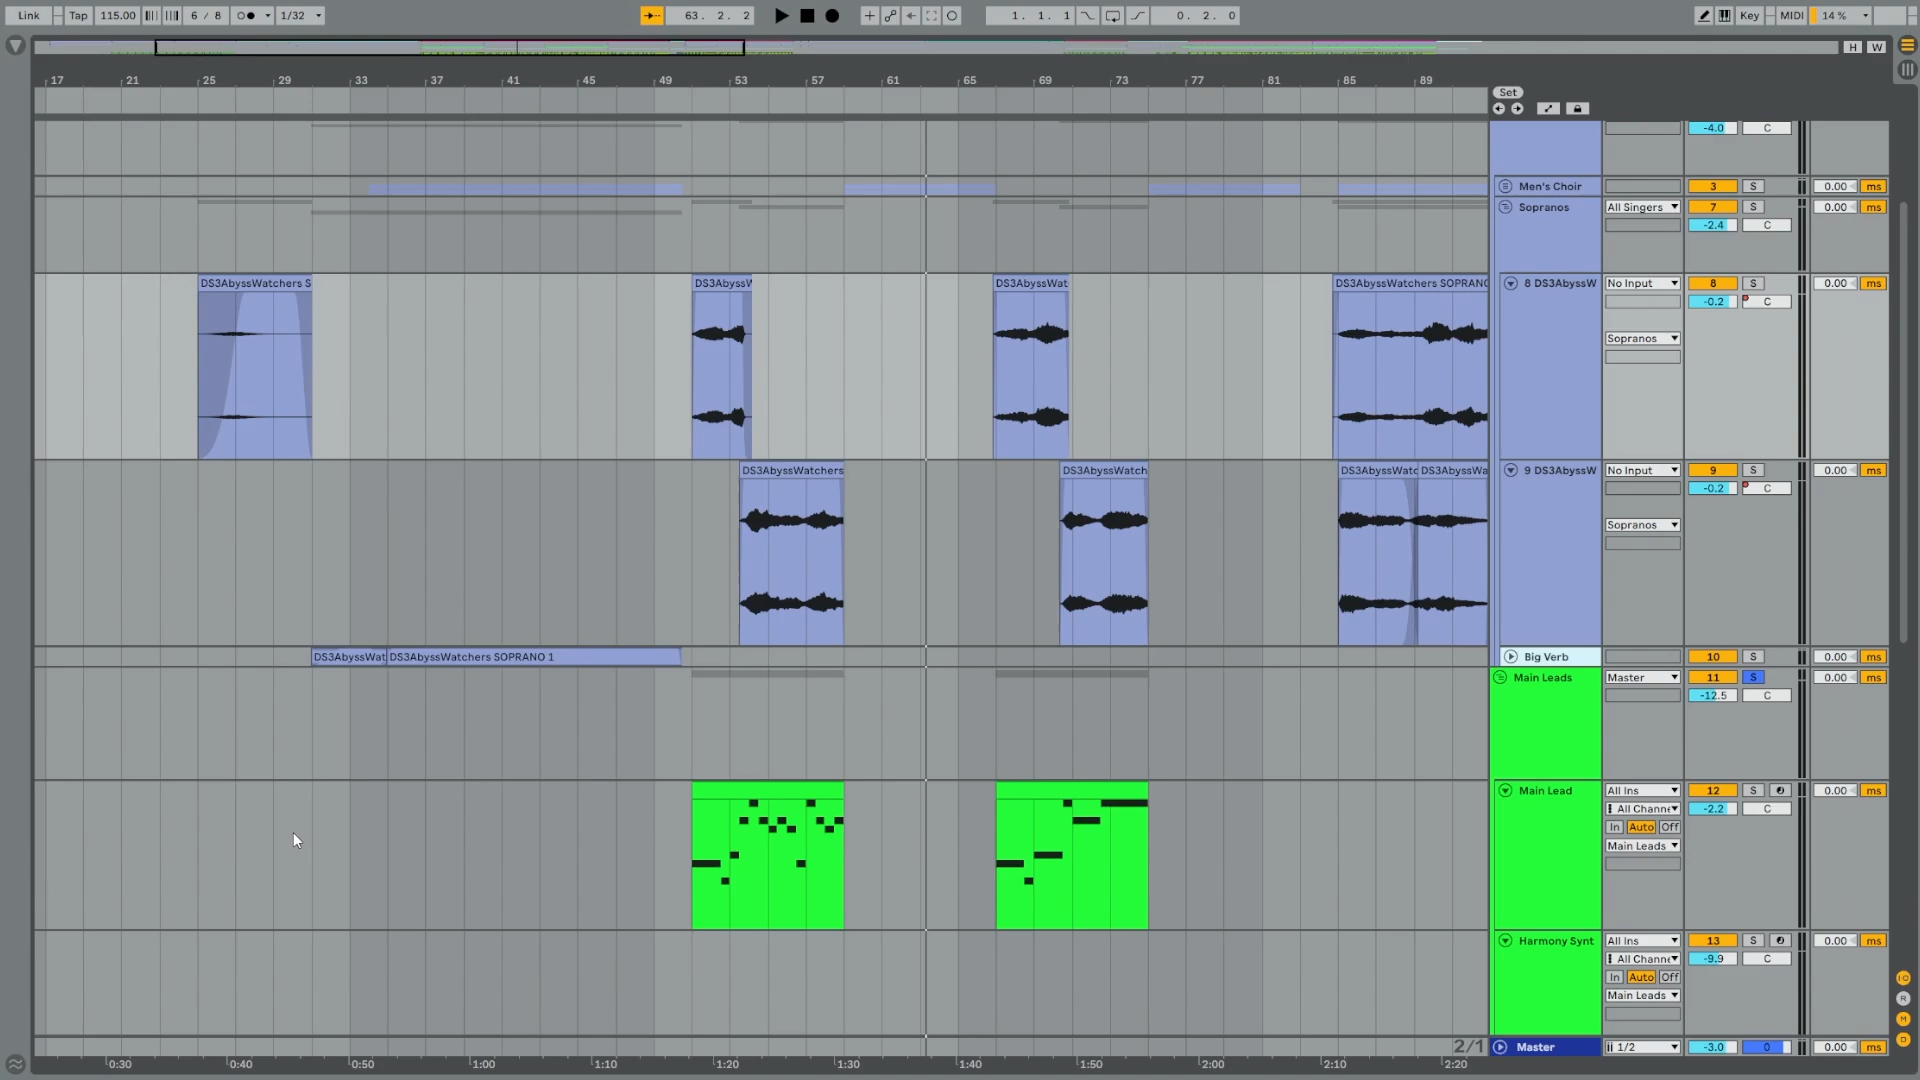 Link Tap 115.00 6 / 8 1/32 63. 2. 2 1. 1. 1 0. 2. 0 Key MIDI 14 %
H W
17 21 25 29 33 37 41 45 49 53 57 61 65 69 73 77 81 85 89
Set
-4.0 C
Men's Choir 3 S 0.00 ms
Sopranos All Singers 7 S 0.00 ms
-2.4 C
DS3AbyssWatchers S DS3AbyssW DS3AbyssWat DS3AbyssWatchers SOPRANO 8 DS3AbyssW No Input 8 S 0.00 ms
-0.2 C
Sopranos
DS3AbyssWatchers DS3AbyssWatch DS3AbyssWatc DS3AbyssWa 9 DS3AbyssW No Input 9 S 0.00 ms
-0.2 C
Sopranos
DS3AbyssWat DS3AbyssWatchers SOPRANO 1 Big Verb 10 S 0.00 ms
Main Leads Master 11 S 0.00 ms
-12.5 C
Main Lead All Ins 12 S 0.00 ms
All Channe -2.2 C
In Auto Off
Main Leads
Harmony Synt All Ins 13 S 0.00 ms
All Channe -9.9 C
In Auto Off
Main Leads
2/1 Master 1/2 -3.0 0 0.00 ms
0:30 0:40 0:50 1:00 1:10 1:20 1:30 1:40 1:50 2:00 2:10 2:20
IO
R
M
D